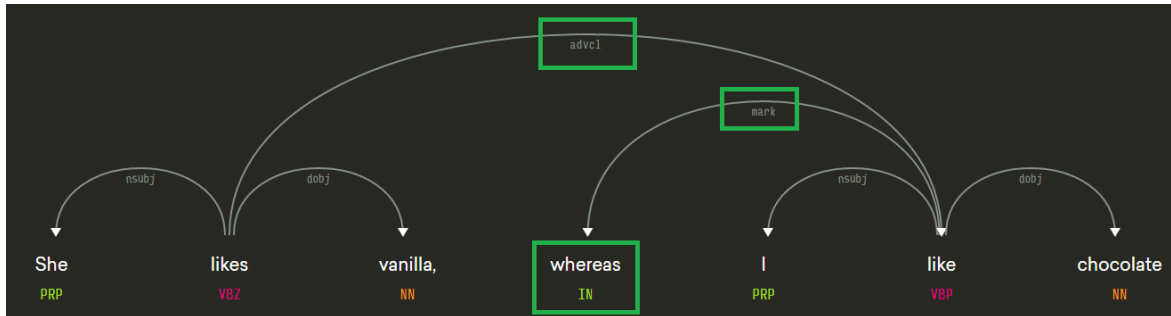 advcl
mark
nsubj dobj nsubj dobj
She likes vanilla, whereas I like chocolate
PRP VBZ NN IN PRP VBP NN